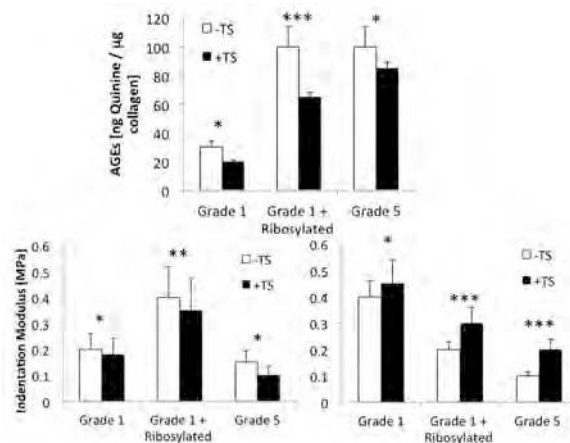 AGEs [ng Quinine / µg
collagen]
120
100
80
60
40
20
0
-TS
+TS
*
***
*
Grade 1
Grade 1 +
Ribosylated
Grade 5
Indentation Modulus [MPa]
0.6
0.5
0.4
0.3
0.2
0.1
0
-TS
+TS
*
**
*
Grade 1
Grade 1 +
Ribosylated
Grade 5
0.6
0.5
0.4
0.3
0.2
0.1
0
-TS
+TS
*
***
***
Grade 1
Grade 1 +
Ribosylated
Grade 5